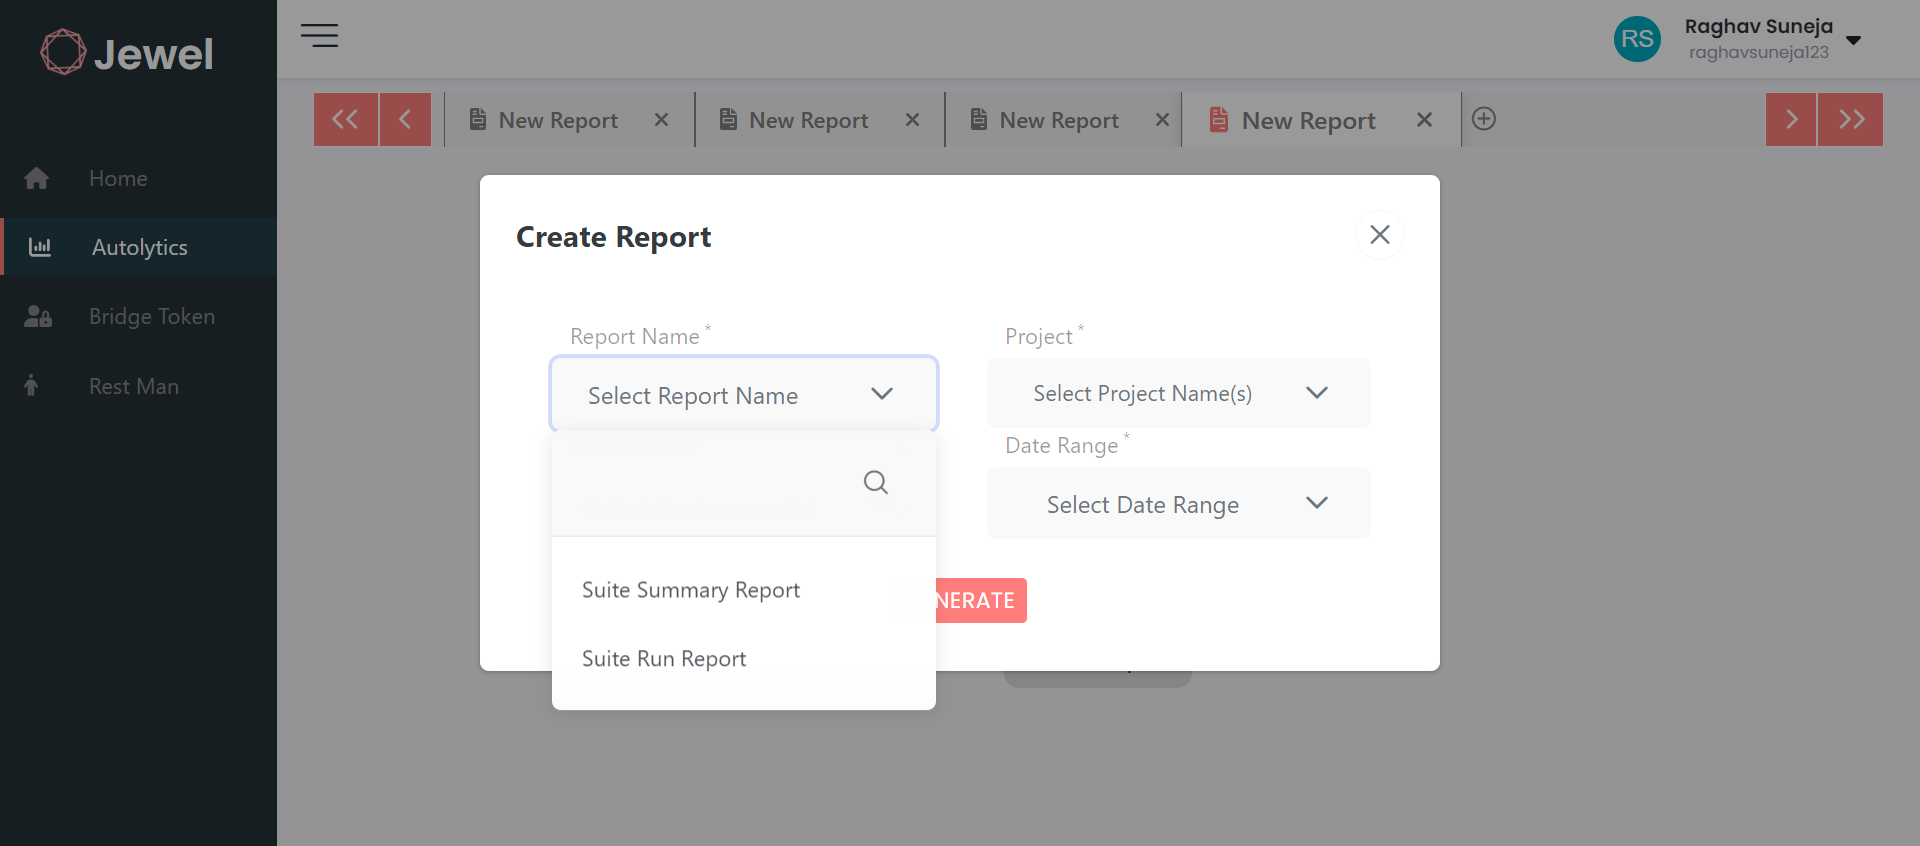 Jewel
Raghav Suneja
RS
raghavsuneja123
New Report
New Report
New Report
New Report
Home
Autolytics
Bridge Token
Rest Man
Create Report
Report Name *
Project *
Select Report Name
Select Project Name(s)
Date Range *
Select Date Range
Suite Summary Report
NERATE
Suite Run Report